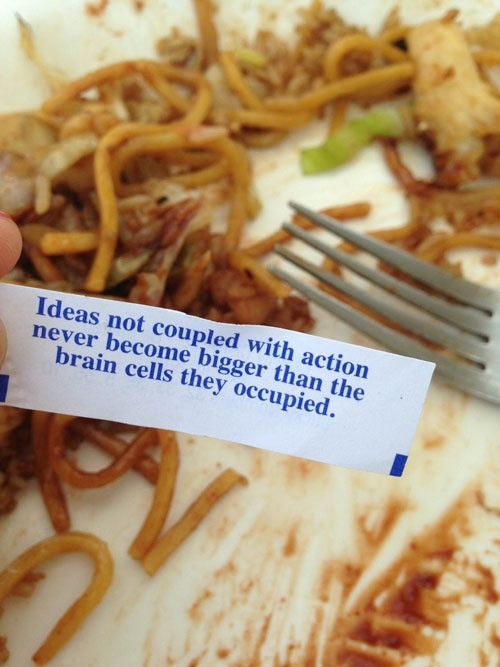 Ideas not coupled with action
never become bigger than the
brain cells they occupied.